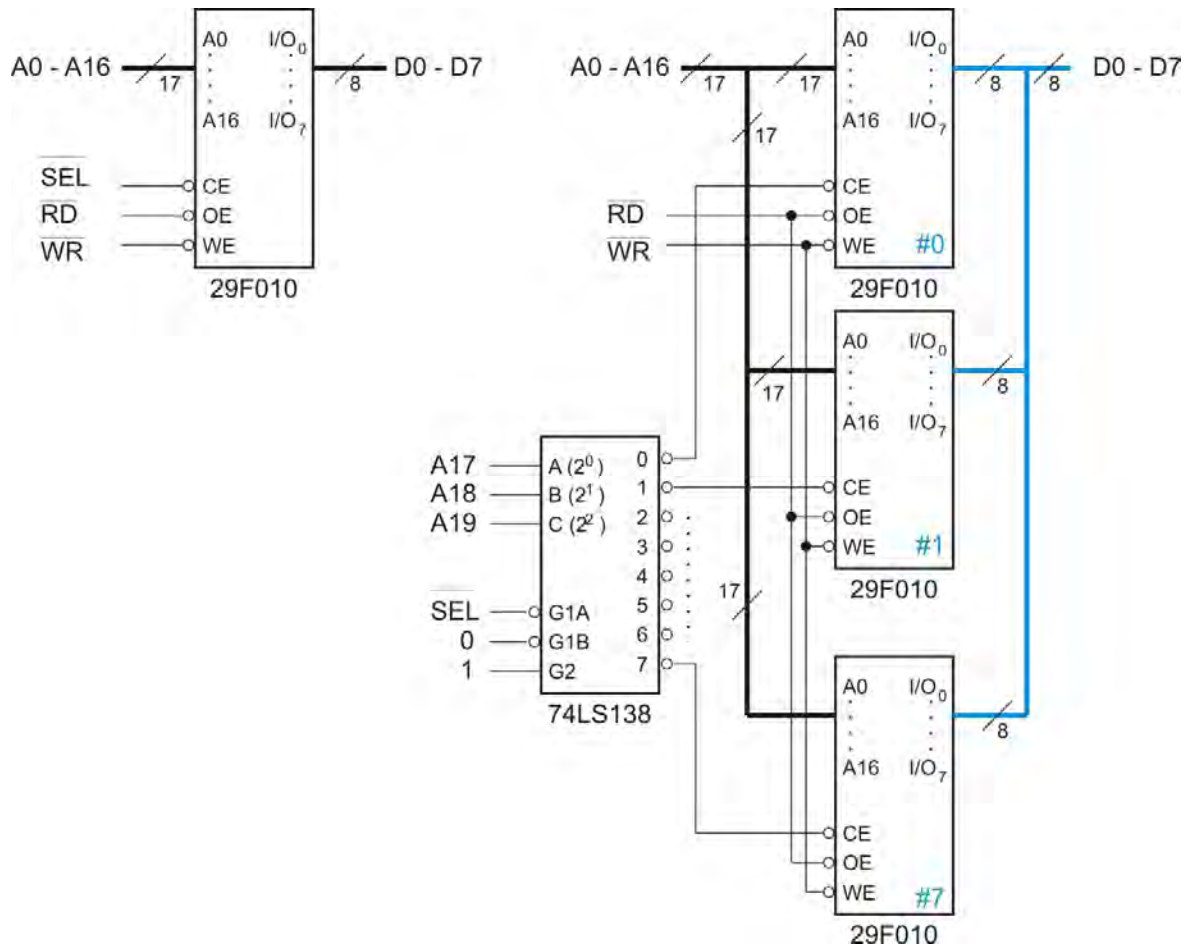 A0 - A16
17
A0
A16
I/O0
I/O7
8
D0 - D7
SEL
RD
WR
CE
OE
WE
29F010
A0 - A16
17
17
17
A0
A16
I/O0
I/O7
8
8
D0 - D7
RD
WR
CE
OE
WE
#0
29F010
17
A0
A16
I/O0
I/O7
8
CE
OE
WE
#1
29F010
A17
A18
A19
A (2^0)
B (2^1)
C (2^2)
0
1
2
3
4
5
6
7
SEL
0
1
G1A
G1B
G2
74LS138
17
A0
A16
I/O0
I/O7
8
CE
OE
WE
#7
29F010